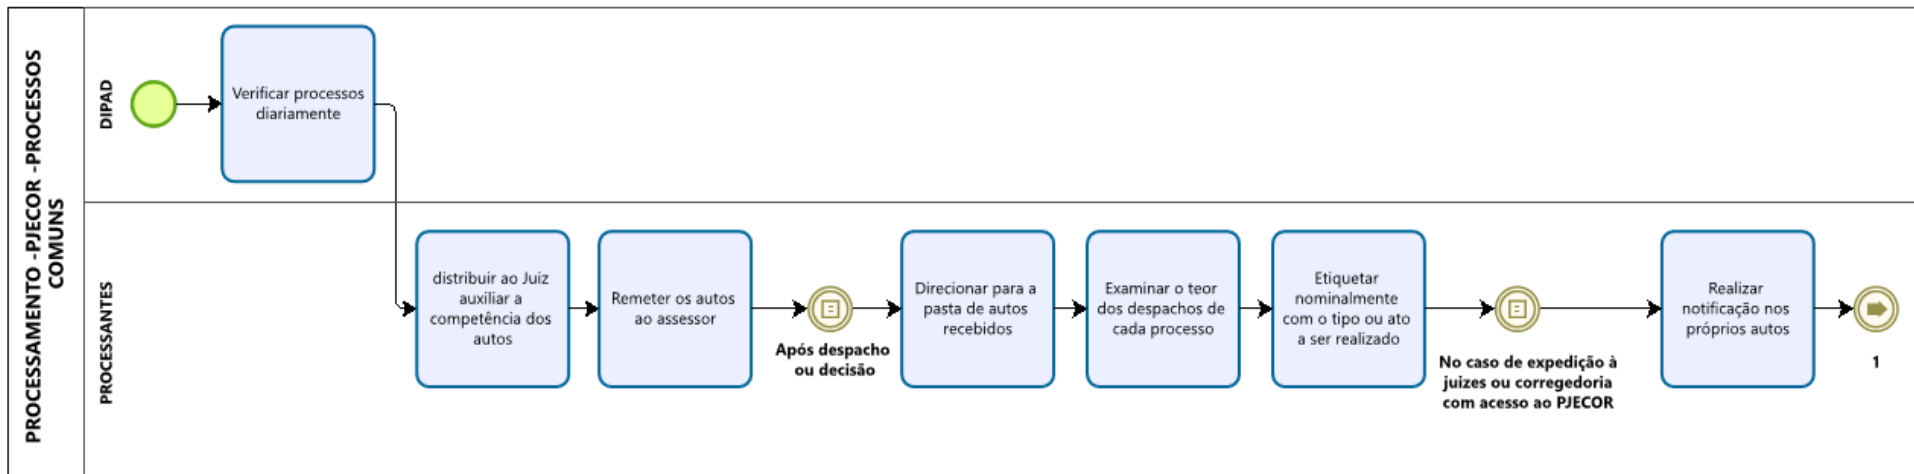 PROCESSAMENTO -PJECOR -PROCESSOS
COMUNS
DIPAD
Verificar processos
diariamente
PROCESSANTES
distribuir ao Juiz
auxiliar a
competência dos
autos
Remeter os autos
ao assessor
Após despacho
ou decisão
Direcionar para a
pasta de autos
recebidos
Examinar o teor
dos despachos de
cada processo
Etiquetar
nominalmente
com o tipo ou ato
a ser realizado
No caso de expedição à
juizes ou corregedoria
com acesso ao PJECOR
Realizar
notificação nos
próprios autos
1